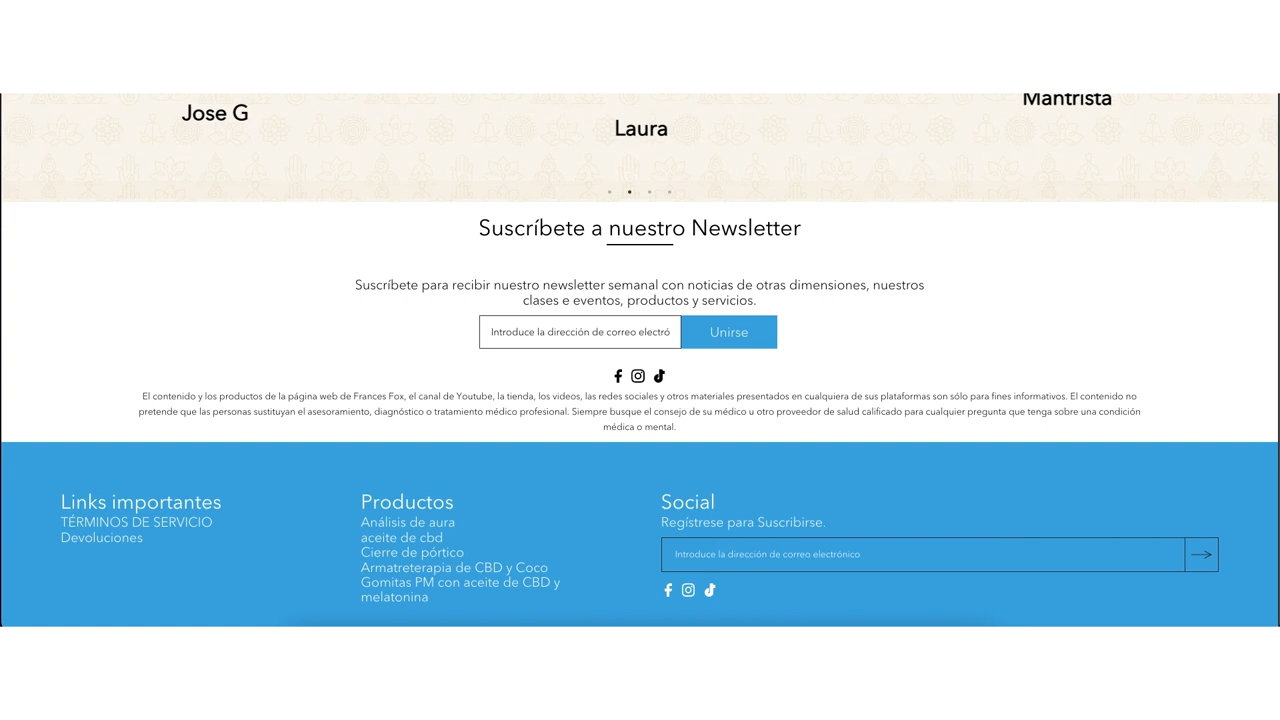 Mantrista
Jose G
Laura
Suscríbete a nuestro Newsletter
Suscríbete para recibir nuestro newsletter semanal con noticias de otras dimensiones, nuestros
clases e eventos, productos y servicios.
Introduce la dirección de correo electró
Unirse
El contenido y los productos de la página web de Frances Fox, el canal de Youtube, la tienda, los videos, las redes sociales y otros materiales presentados en cualquiera de sus plataformas son sólo para fines informativos. El contenido no
pretende que las personas sustituyan el asesoramiento, diagnóstico o tratamiento médico profesional. Siempre busque el consejo de su médico u otro proveedor de salud calificado para cualquier pregunta que tenga sobre una condición
médica o mental.
Links importantes
TÉRMINOS DE SERVICIO
Devoluciones
Productos
Análisis de aura
aceite de cbd
Cierre de pórtico
Armatreterapia de CBD y Coco
Gomitas PM con aceite de CBD y
melatonina
Social
Regístrese para Suscribirse.
Introduce la dirección de correo electrónico